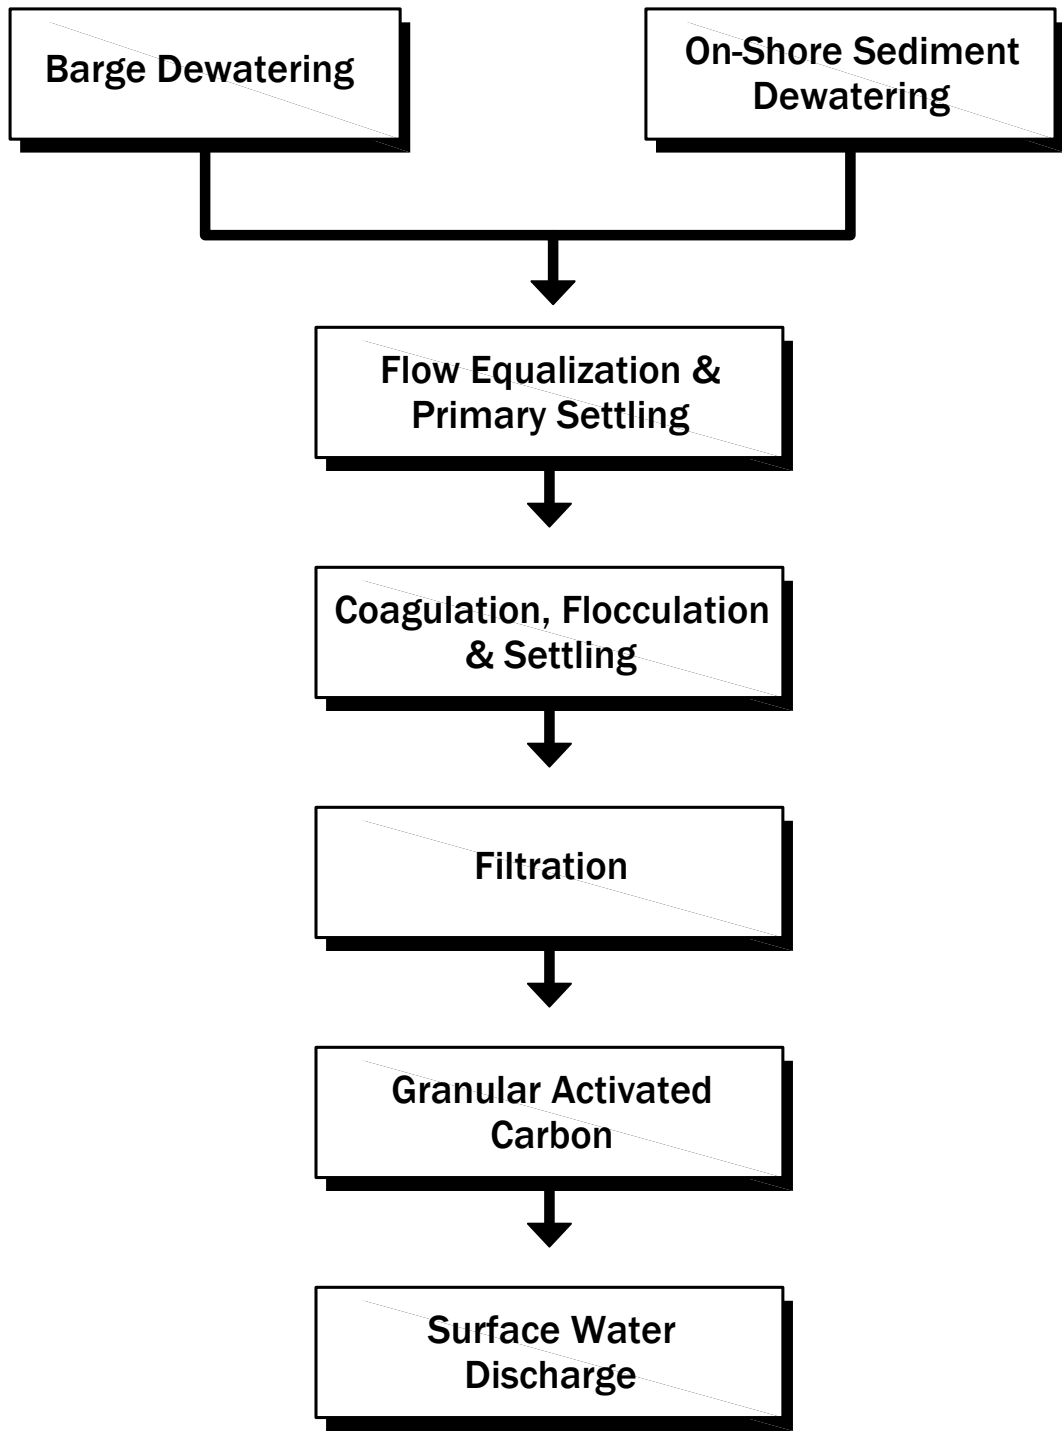 Barge Dewatering
On-Shore Sediment
Dewatering
Flow Equalization &
Primary Settling
Coagulation, Flocculation
& Settling
Filtration
Granular Activated
Carbon
Surface Water
Discharge